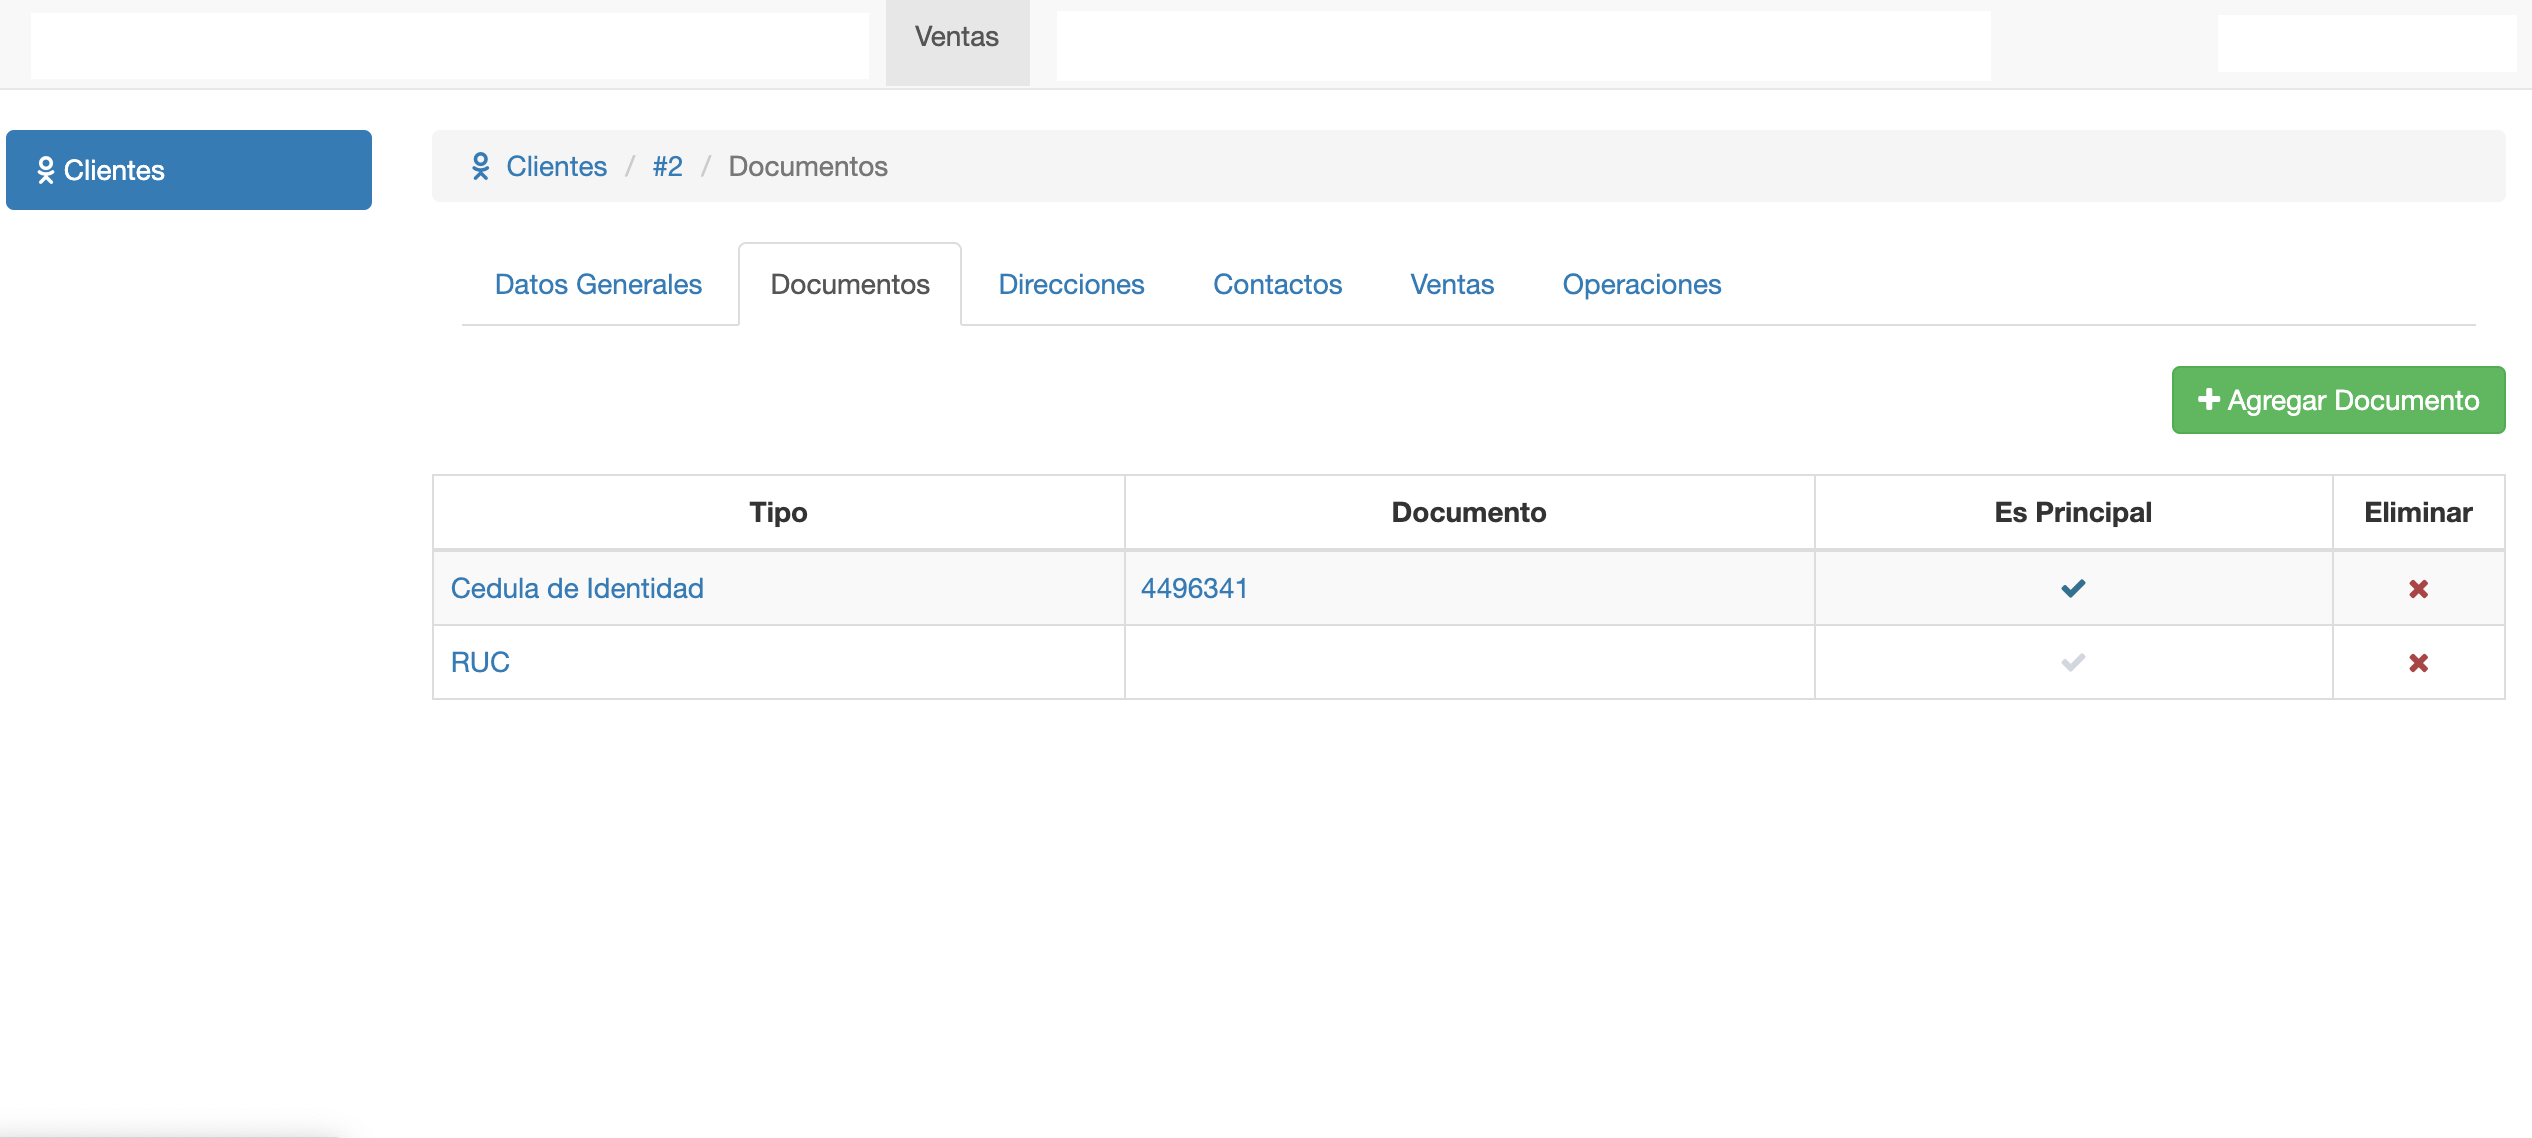 Ventas
Clientes
Clientes / #2 / Documentos
Datos Generales Documentos Direcciones Contactos Ventas Operaciones
Agregar Documento
Tipo Documento Es Principal Eliminar
Cedula de Identidad 4496341
RUC